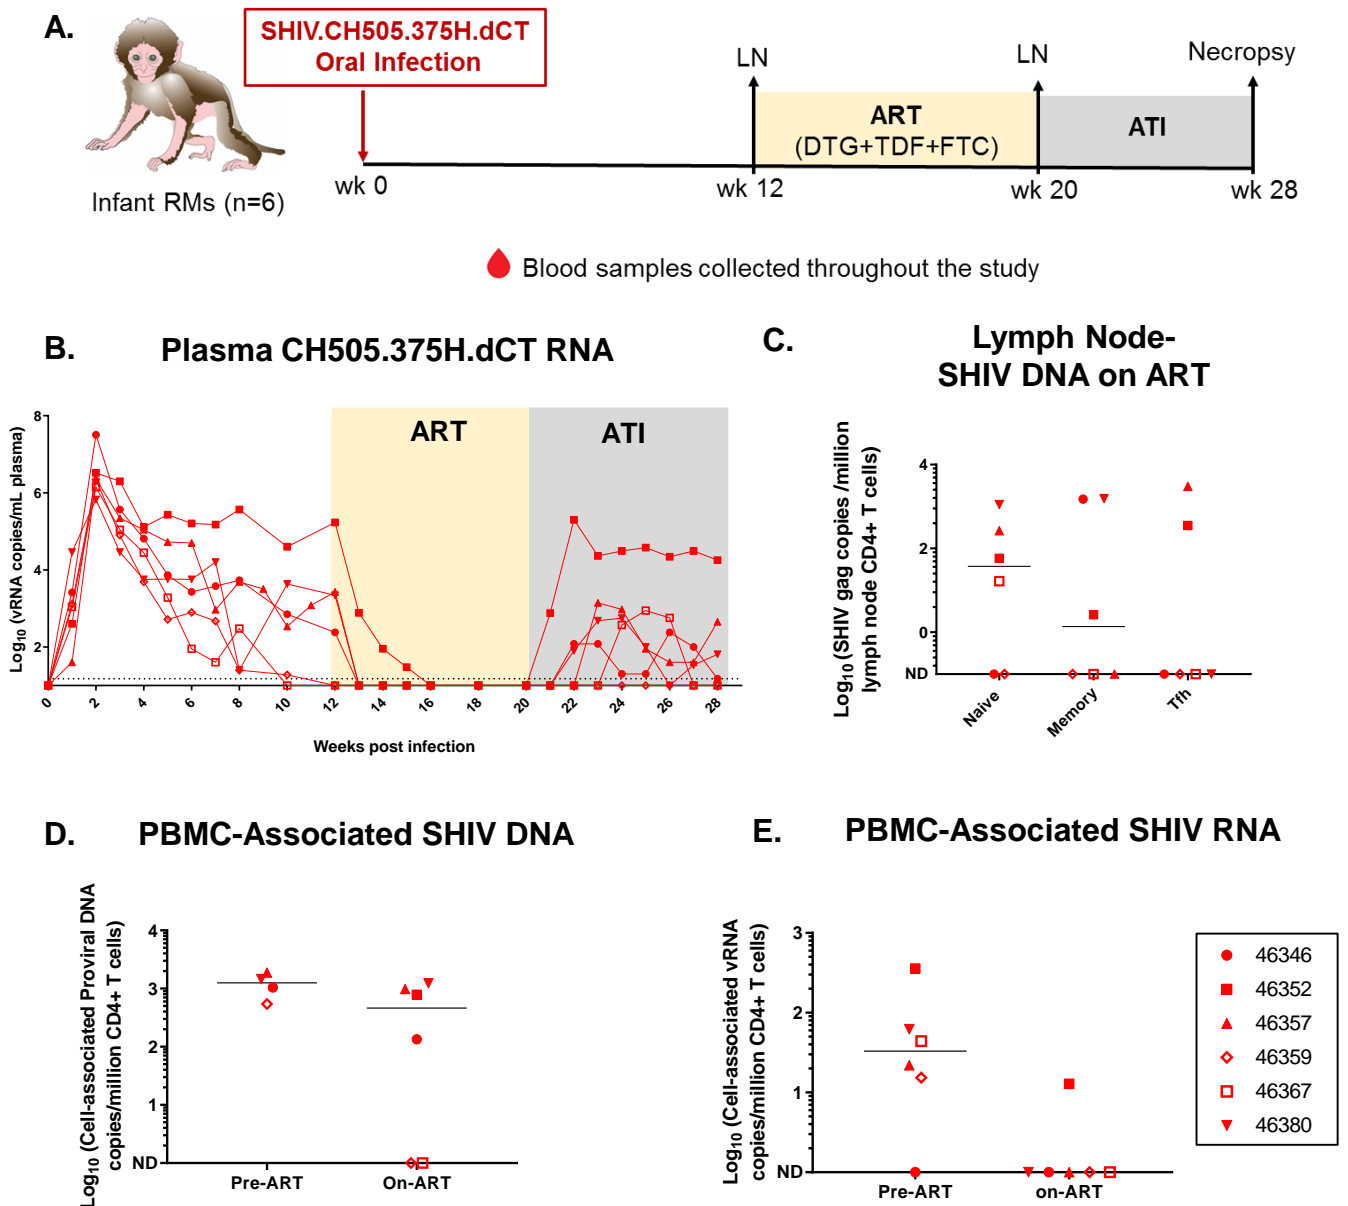 A.
SHIV.CH505.375H.dCT
Oral Infection
LN
LN
Necropsy
ART
(DTG+TDF+FTC)
ATI
wk 0
wk 12
wk 20
wk 28
Infant RMs (n=6)
Blood samples collected throughout the study
B.
Plasma CH505.375H.dCT RNA
Log10 (vRNA copies/mL plasma)
8
6
4
2
ART
ATI
0
2
4
6
8
10
12
14
16
18
20
22
24
26
28
Weeks post infection
C.
Lymph Node-
SHIV DNA on ART
Log10 (SHIV gag copies /million
lymph node CD4+ T cells)
4
2
0
ND
Naive
Memory
Tfh
D.
PBMC-Associated SHIV DNA
Log10 (Cell-associated Proviral DNA
copies/million CD4+ T cells)
4
3
2
1
ND
Pre-ART
On-ART
E.
PBMC-Associated SHIV RNA
Log10 (Cell-associated vRNA
copies/million CD4+ T cells)
3
2
1
ND
Pre-ART
on-ART
46346
46352
46357
46359
46367
46380